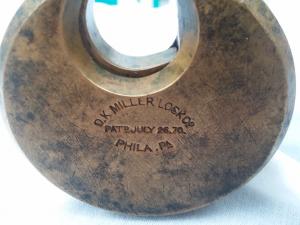 D.K. MILLER LOCK Co
PAT'D JULY 26.70.
PHILA. PA